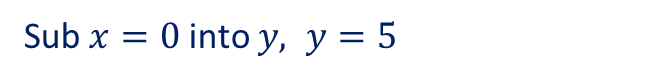 Sub x = 0 into y, y = 5